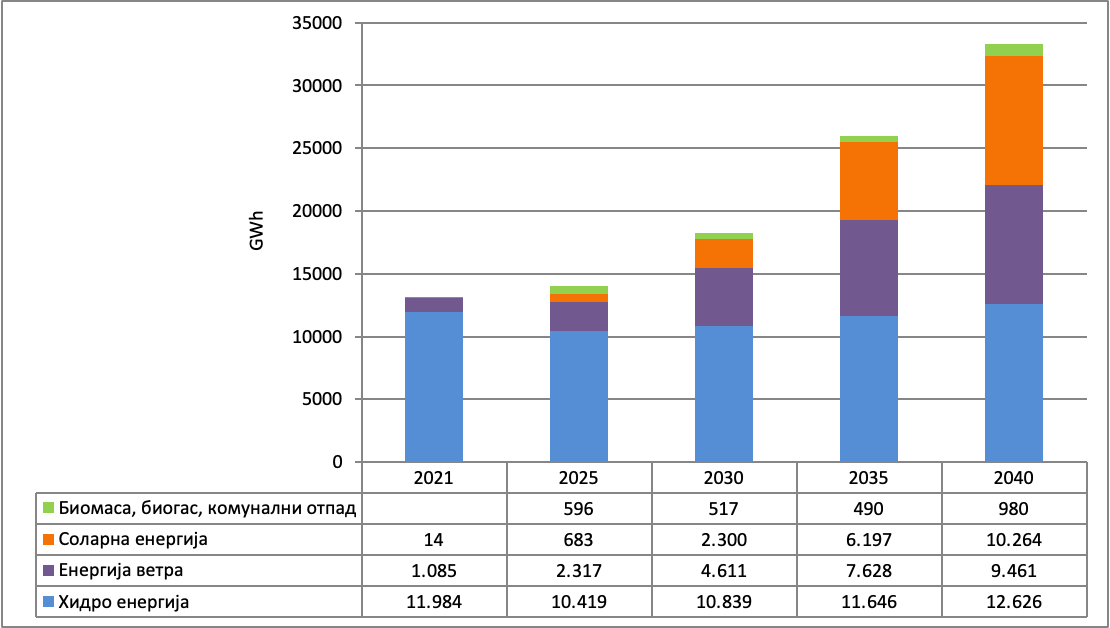 35000
30000
25000
20000
15000
10000
5000
0
GWh
2021 2025 2030 2035 2040
Биомаса, биогас, комунални отпад 596 517 490 980
Соларна енергија 14 683 2.300 6.197 10.264
Енергија ветра 1.085 2.317 4.611 7.628 9.461
Хидро енергија 11.984 10.419 10.839 11.646 12.626